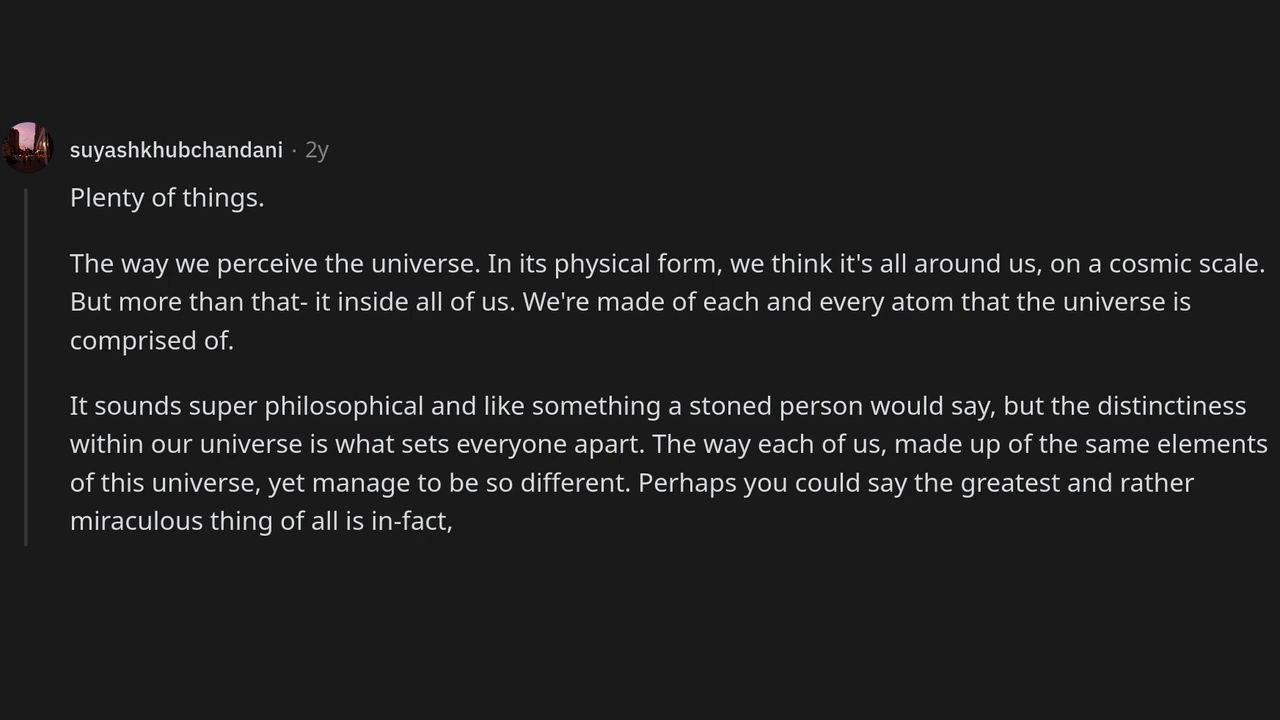 suyashkhubchandani · 2y
Plenty of things.
The way we perceive the universe. In its physical form, we think it's all around us, on a cosmic scale.
But more than that- it inside all of us. We're made of each and every atom that the universe is
comprised of.
It sounds super philosophical and like something a stoned person would say, but the distinctiness
within our universe is what sets everyone apart. The way each of us, made up of the same elements
of this universe, yet manage to be so different. Perhaps you could say the greatest and rather
miraculous thing of all is in-fact,